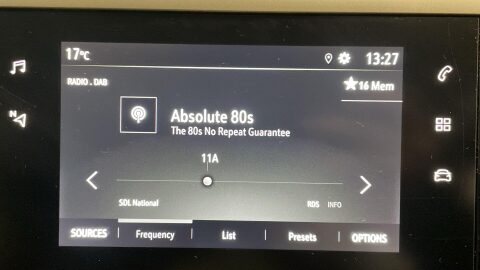 17°C 13:27
RADIO . DAB
16 Mem
Absolute 80s
The 80s No Repeat Guarantee
11A
SDL National RDS INFO
SOURCES Frequency List Presets OPTIONS
N